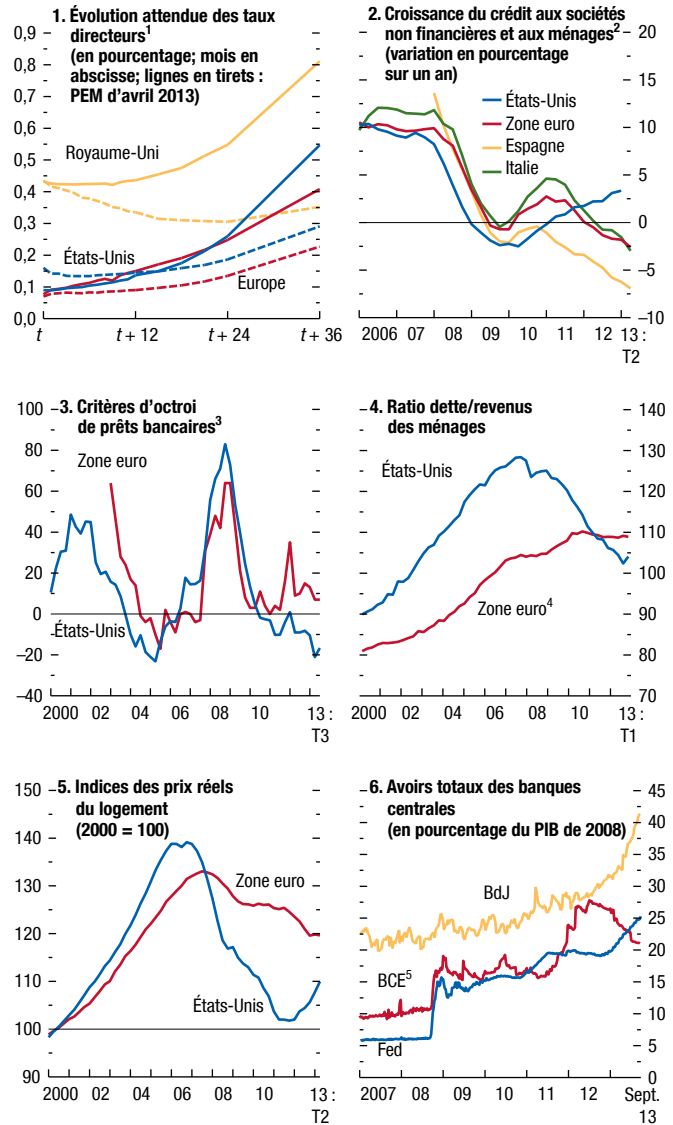 1. Évolution attendue des taux
directeurs¹
(en pourcentage; mois en
abscisse; lignes en tirets :
PEM d'avril 2013)
0,9
0,8
0,7
0,6
0,5
0,4
0,3
0,2
0,1
0,0
Royaume-Uni
États-Unis
Europe
t
t + 12
t + 24
t + 36
2. Croissance du crédit aux sociétés
non financières et aux ménages²
(variation en pourcentage
sur un an)
États-Unis
Zone euro
Espagne
Italie
20
15
10
5
0
–5
–10
2006 07 08 09 10 11 12 13 :
T2
3. Critères d'octroi
de prêts bancaires³
100
80
60
40
20
0
–20
–40
Zone euro
États-Unis
2000 02 04 06 08 10 13 :
T3
4. Ratio dette/revenus
des ménages
140
130
120
110
100
90
80
70
États-Unis
Zone euro⁴
2000 02 04 06 08 10 13 :
T1
5. Indices des prix réels
du logement
(2000 = 100)
150
140
130
120
110
100
90
Zone euro
États-Unis
2000 02 04 06 08 10 13 :
T2
6. Avoirs totaux des banques
centrales
(en pourcentage du PIB de 2008)
45
40
35
30
25
20
15
10
5
0
BdJ
BCE⁵
Fed
2007 08 09 10 11 12 Sept.
13